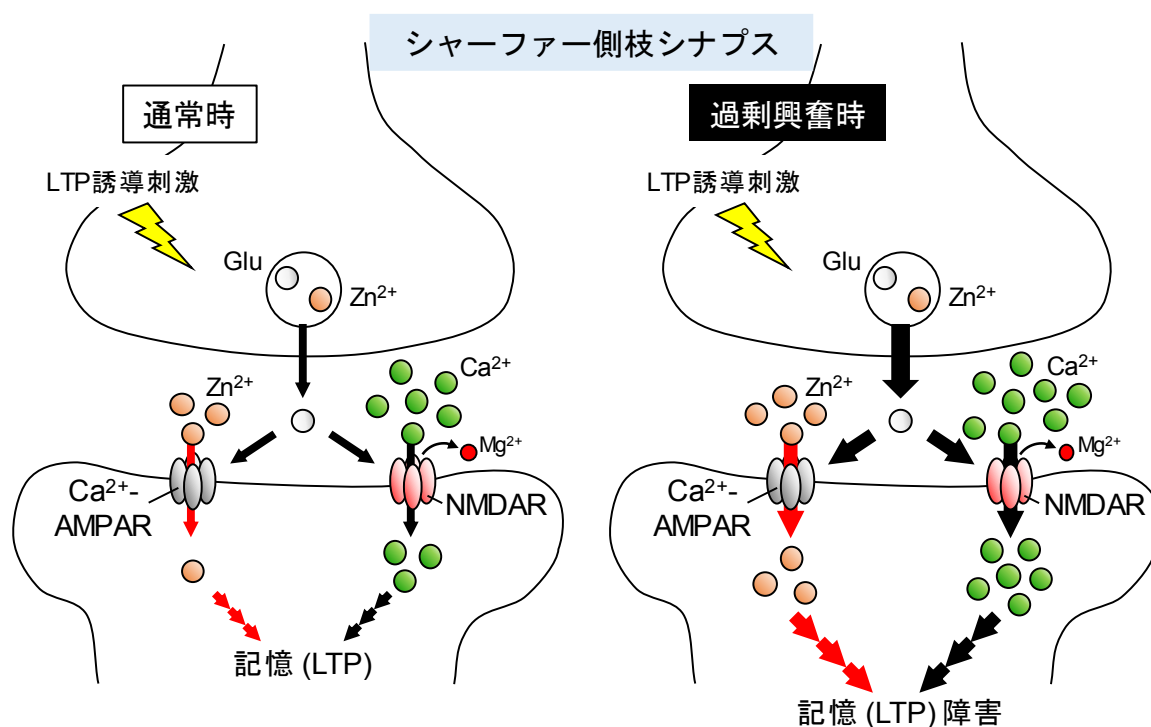 シャーファー側枝シナプス
通常時
LTP誘導刺激
Glu
Zn²⁺
Zn²⁺
Ca²⁺
Mg²⁺
Ca²⁺-
AMPAR
NMDAR
記憶 (LTP)
過剰興奮時
LTP誘導刺激
Glu
Zn²⁺
Zn²⁺
Ca²⁺
Mg²⁺
Ca²⁺-
AMPAR
NMDAR
記憶 (LTP) 障害